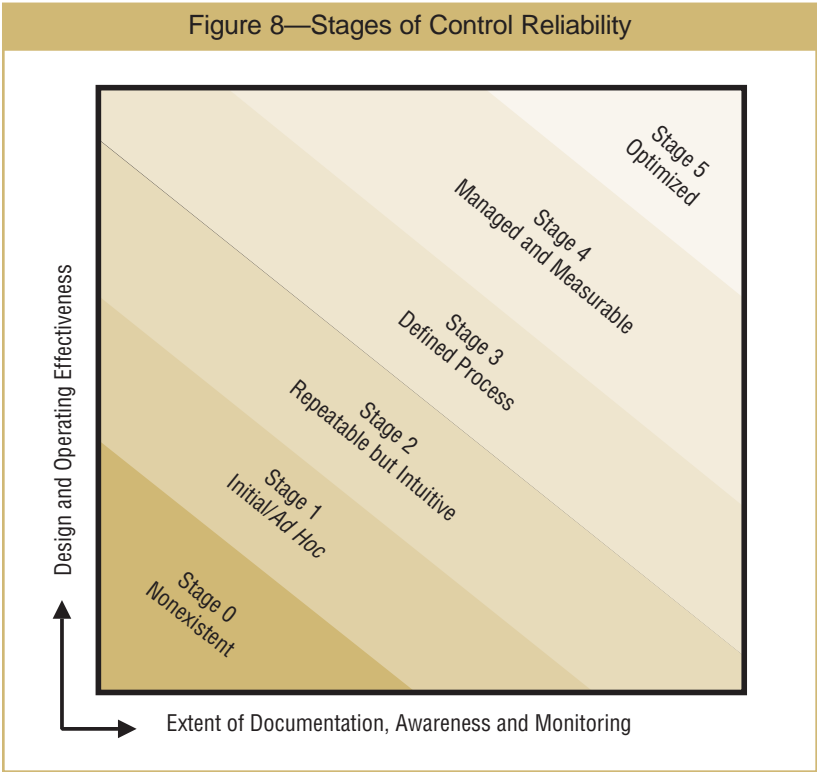 Figure 8—Stages of Control Reliability
Stage 5
Optimized
Stage 4
Managed and Measurable
Stage 3
Defined Process
Stage 2
Repeatable but Intuitive
Stage 1
Initial/Ad Hoc
Stage 0
Nonexistent
Design and Operating Effectiveness
Extent of Documentation, Awareness and Monitoring